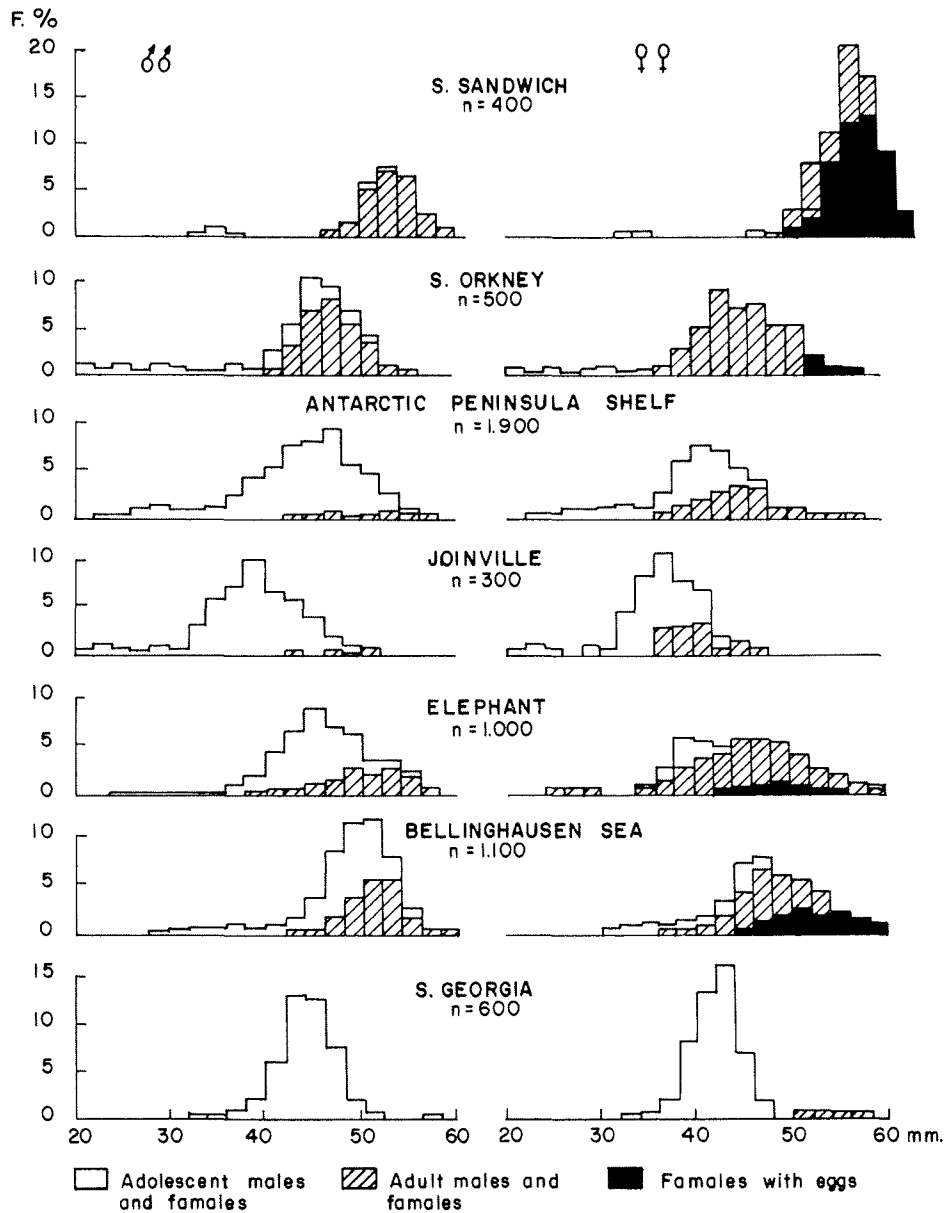 F. %
♂♂ ♀♀
20
S. SANDWICH
n=400
15
10
5
0
S. ORKNEY
n=500
10
5
0
ANTARCTIC PENINSULA SHELF
n=1.900
10
5
0
JOINVILLE
n=300
10
5
0
ELEPHANT
n=1.000
10
5
0
BELLINGHAUSEN SEA
n=1.100
10
5
0
S. GEORGIA
n=600
15
10
5
0
20 30 40 50 60 20 30 40 50 60 mm.
Adolescent males and famales
Adult males and famales
Famales with eggs